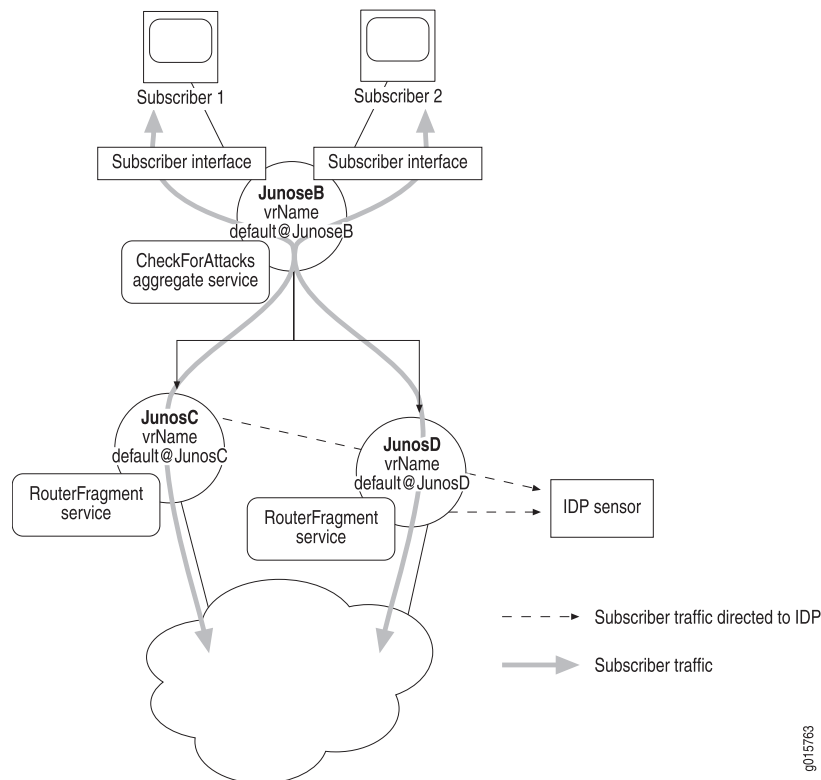 Subscriber 1
Subscriber 2
Subscriber interface
Subscriber interface
JunoseB
vrName
default@JunoseB
CheckForAttacks
aggregate service
JunosC
vrName
default@JunosC
JunosD
vrName
default@JunosD
RouterFragment
service
RouterFragment
service
IDP sensor
Subscriber traffic directed to IDP
Subscriber traffic
g015763